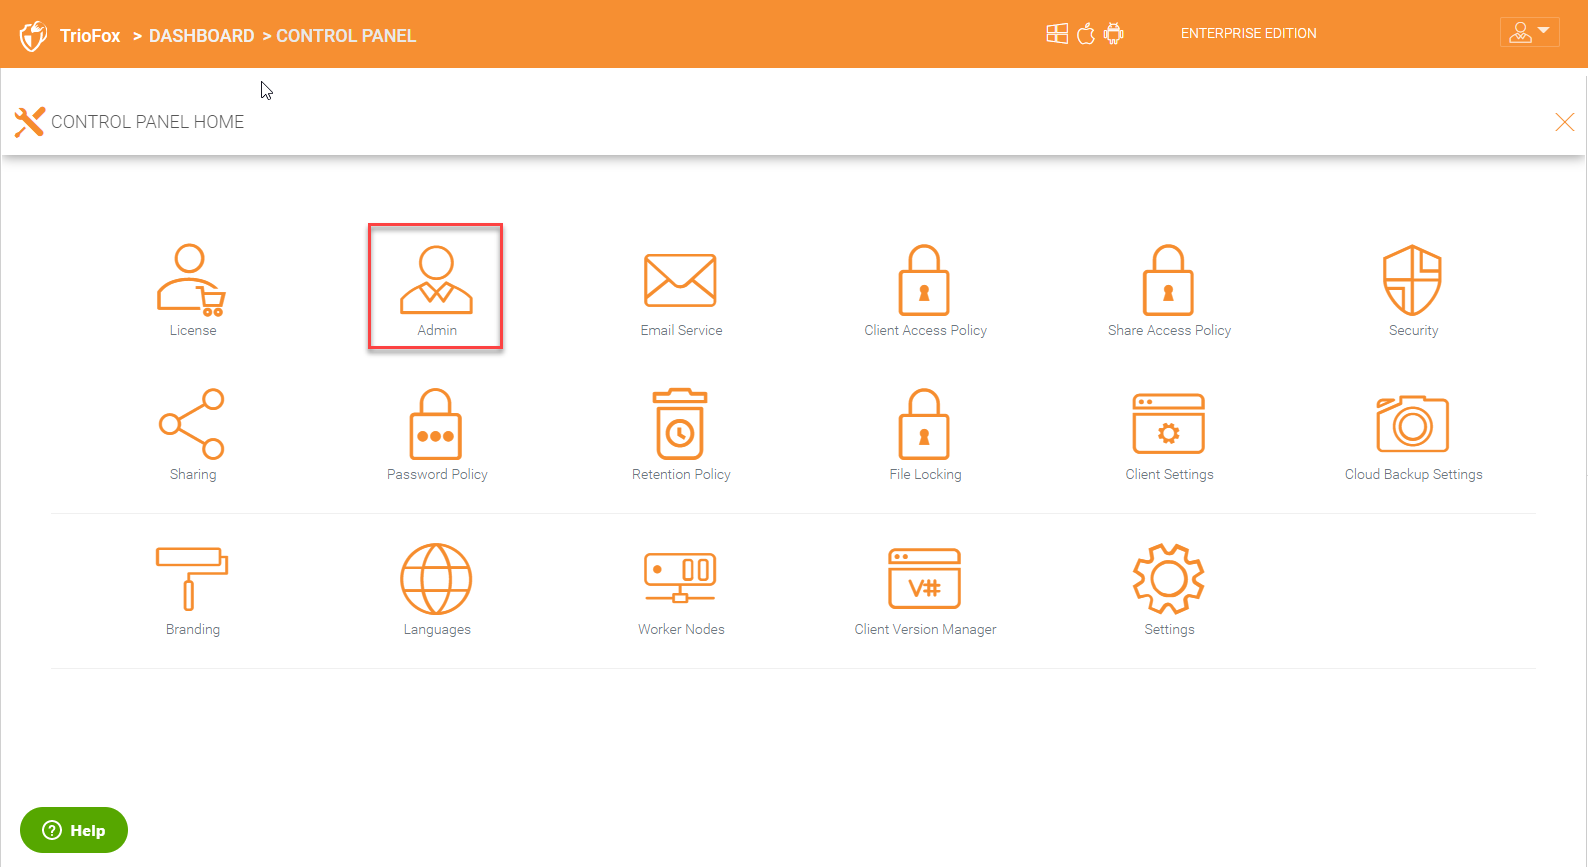 TrioFox > DASHBOARD > CONTROL PANEL
ENTERPRISE EDITION
CONTROL PANEL HOME
License
Admin
Email Service
Client Access Policy
Share Access Policy
Security
Sharing
Password Policy
Retention Policy
File Locking
Client Settings
Cloud Backup Settings
V#
Branding
Languages
Worker Nodes
Client Version Manager
Settings
? Help